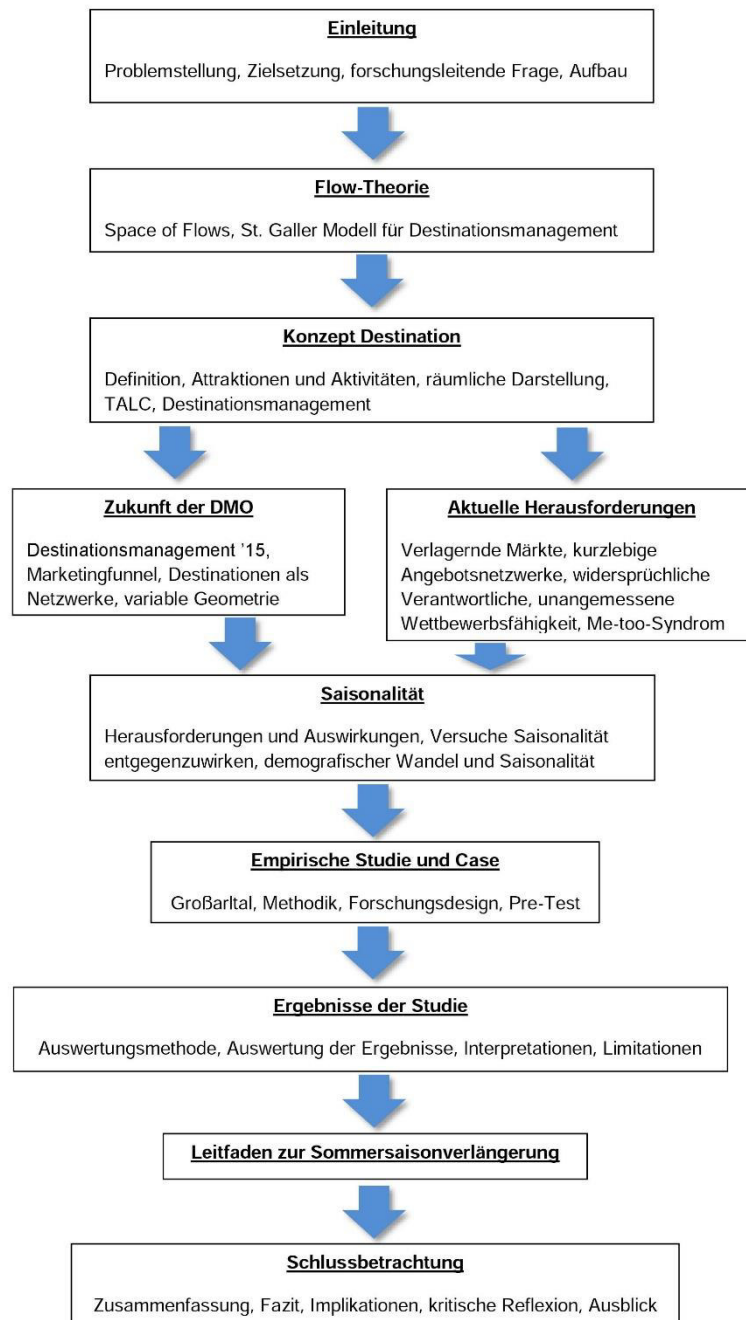 Einleitung
Problemstellung, Zielsetzung, forschungsleitende Frage, Aufbau
Flow-Theorie
Space of Flows, St. Galler Modell für Destinationsmanagement
Konzept Destination
Definition, Attraktionen und Aktivitäten, räumliche Darstellung,
TALC, Destinationsmanagement
Zukunft der DMO
Destinationsmanagement '15,
Marketingfunnel, Destinationen als
Netzwerke, variable Geometrie
Aktuelle Herausforderungen
Verlagernde Märkte, kurzlebige
Angebotsnetzwerke, widersprüchliche
Verantwortliche, unangemessene
Wettbewerbsfähigkeit, Me-too-Syndrom
Saisonalität
Herausforderungen und Auswirkungen, Versuche Saisonalität
entgegenzuwirken, demografischer Wandel und Saisonalität
Empirische Studie und Case
Großarltal, Methodik, Forschungsdesign, Pre-Test
Ergebnisse der Studie
Auswertungsmethode, Auswertung der Ergebnisse, Interpretationen, Limitationen
Leitfaden zur Sommersaisonverlängerung
Schlussbetrachtung
Zusammenfassung, Fazit, Implikationen, kritische Reflexion, Ausblick